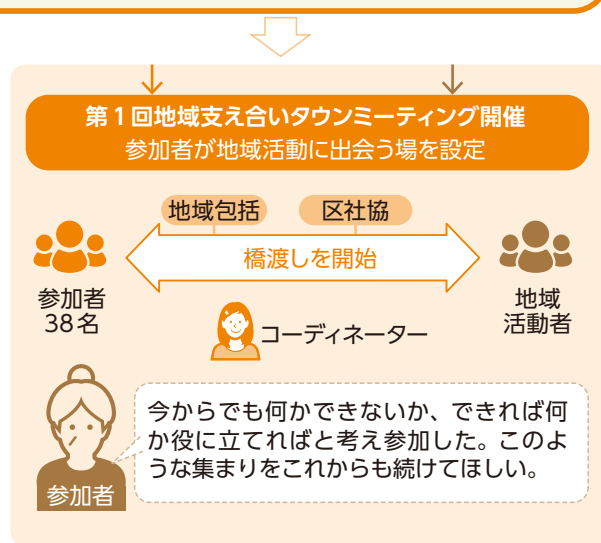 第1回地域支え合いタウンミーティング開催
参加者が地域活動に出会う場を設定
地域包括
区社協
橋渡しを開始
参加者
38名
地域
活動者
コーディネーター
今からでも何かできないか、できれば何
か役に立てればと考え参加した。このよ
うな集まりをこれからも続けてほしい。
参加者